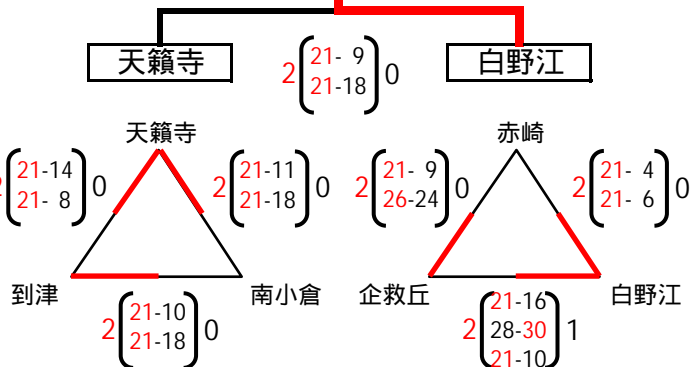 天籟寺
白野江
2 21- 9 0
21-18
天籟寺
赤崎
2 21-14 0
21- 8
2 21-11 0
21-18
2 21- 9 0
26-24
2 21- 4 0
21- 6
到津
南小倉
企救丘
白野江
2 21-10 0
21-18
21-16
2 28-30 1
21-10